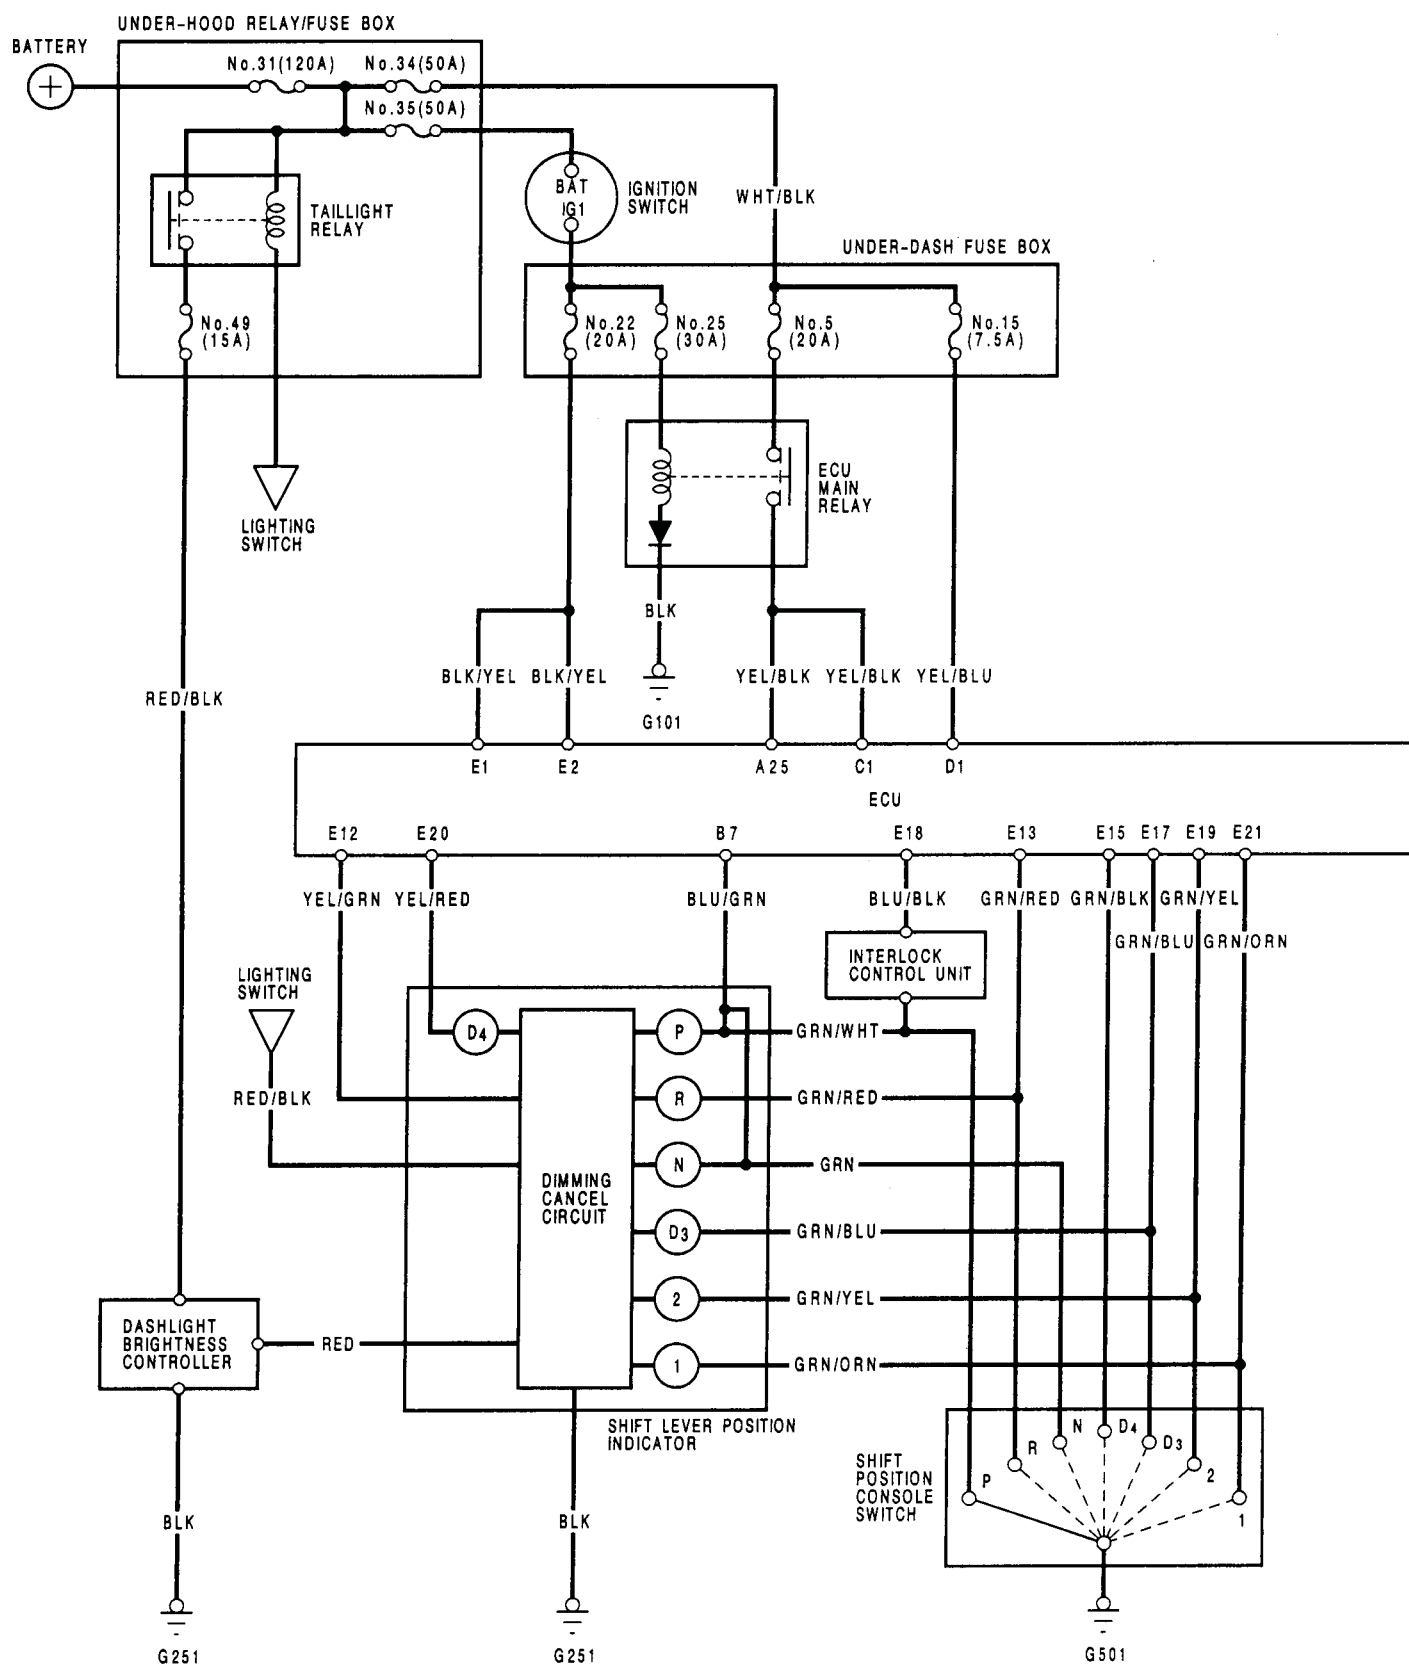 UNDER-HOOD RELAY/FUSE BOX
BATTERY
+
No.31(120A)
No.34(50A)
No.35(50A)
TAILLIGHT
RELAY
BAT
IG1
IGNITION
SWITCH
WHT/BLK
UNDER-DASH FUSE BOX
No.49
(15A)
No.22
(20A)
No.25
(30A)
No.5
(20A)
No.15
(7.5A)
LIGHTING
SWITCH
ECU
MAIN
RELAY
BLK
BLK/YEL
BLK/YEL
YEL/BLK
YEL/BLK
YEL/BLU
RED/BLK
G101
E1
E2
A25
C1
D1
ECU
E12
E20
B7
E18
E13
E15
E17
E19
E21
YEL/GRN
YEL/RED
BLU/GRN
BLU/BLK
GRN/RED
GRN/BLK
GRN/YEL
GRN/BLU
GRN/ORN
LIGHTING
SWITCH
INTERLOCK
CONTROL UNIT
D4
P
GRN/WHT
RED/BLK
R
GRN/RED
N
GRN
DIMMING
CANCEL
CIRCUIT
D3
GRN/BLU
2
GRN/YEL
DASHLIGHT
BRIGHTNESS
CONTROLLER
RED
1
GRN/ORN
SHIFT LEVER POSITION
INDICATOR
SHIFT
POSITION
CONSOLE
SWITCH
P
R
N
D4
D3
2
1
BLK
BLK
G251
G251
G501